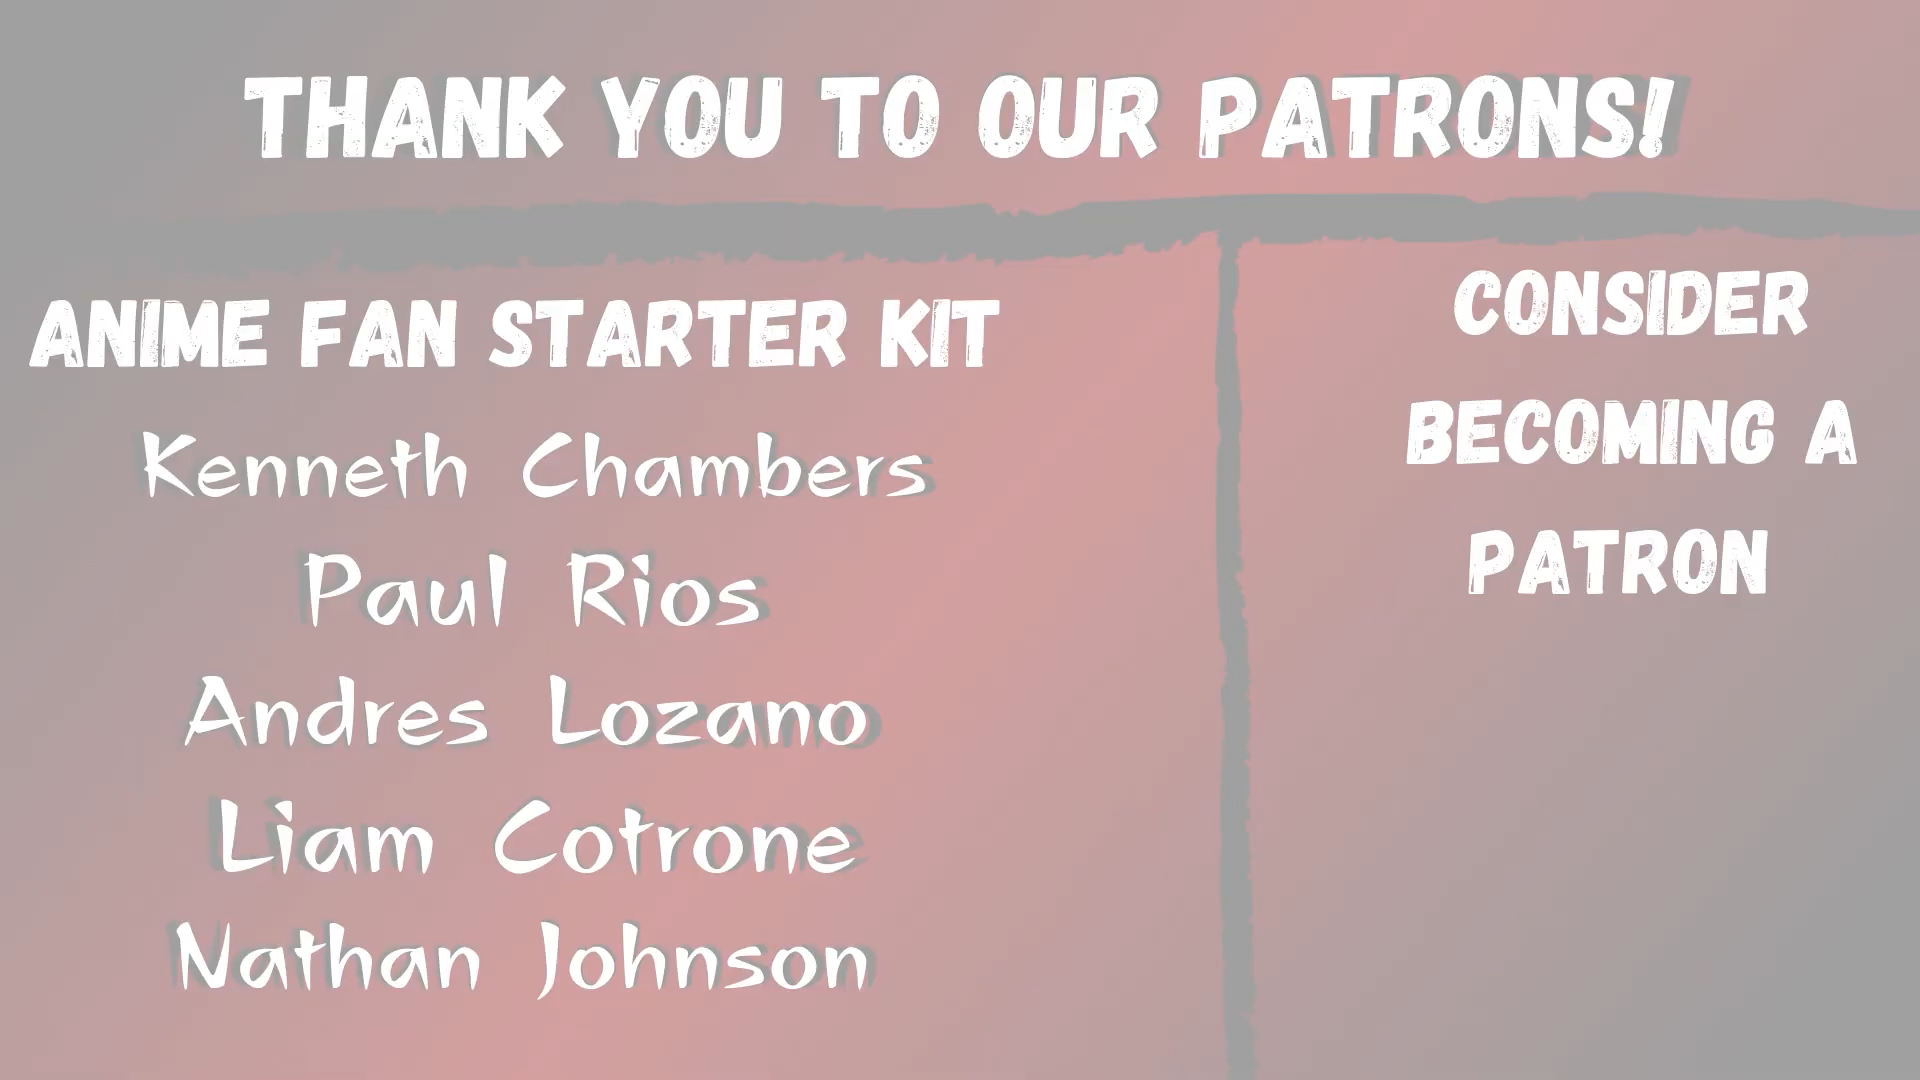 THANK YOU TO OUR PATRONS!
ANIME FAN STARTER KIT
Kenneth Chambers
Paul Rios
Andres Lozano
Liam Cotrone
Nathan Johnson
CONSIDER
BECOMING A
PATRON